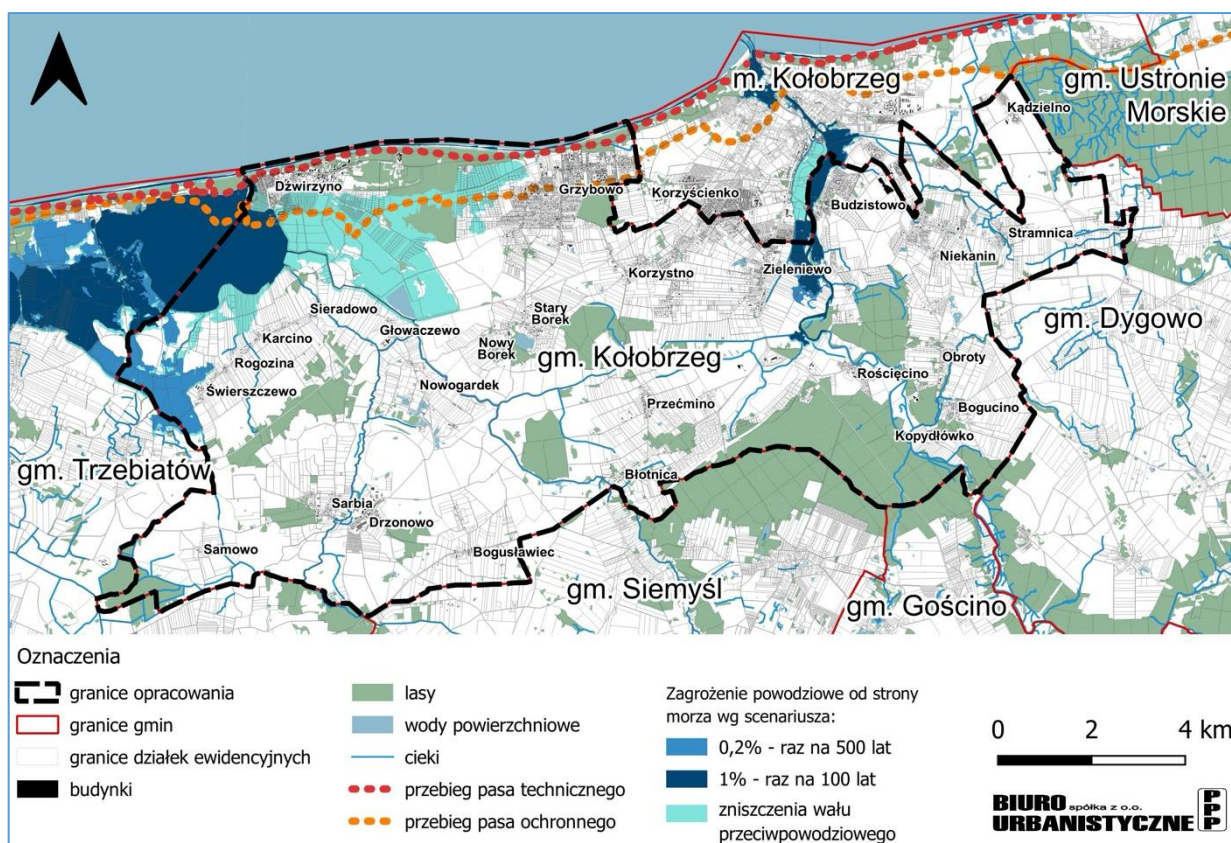 m. Kołobrzeg
gm. Ustronie
Morskie
Kądzielno
Dźwirzyno
Grzybowo
Korzyścienko
Budzistowo
Stramnica
Niekanin
Korzystno
Zieleniewo
Sieradowo
Stary
Borek
Głowaczewo
Karcino
Nowy
Borek
gm. Kołobrzeg
gm. Dygowo
Rogozina
Obroty
Świerszczewo
Nowogardek
Rościęcino
Przećmino
Bogucino
Kopydłówko
gm. Trzebiatów
Błotnica
Sarbia
Drzonowo
Samowo
Bogusławiec
gm. Siemyśl
gm. Gościno
Oznaczenia
granice opracowania
granice gmin
granice działek ewidencyjnych
budynki
lasy
wody powierzchniowe
cieki
przebieg pasa technicznego
przebieg pasa ochronnego
Zagrożenie powodziowe od strony
morza wg scenariusza:
0,2% - raz na 500 lat
1% - raz na 100 lat
zniszczenia wału
przeciwpowodziowego
0 2 4 km
BIURO spółka z o.o.
URBANISTYCZNE
P
P
P